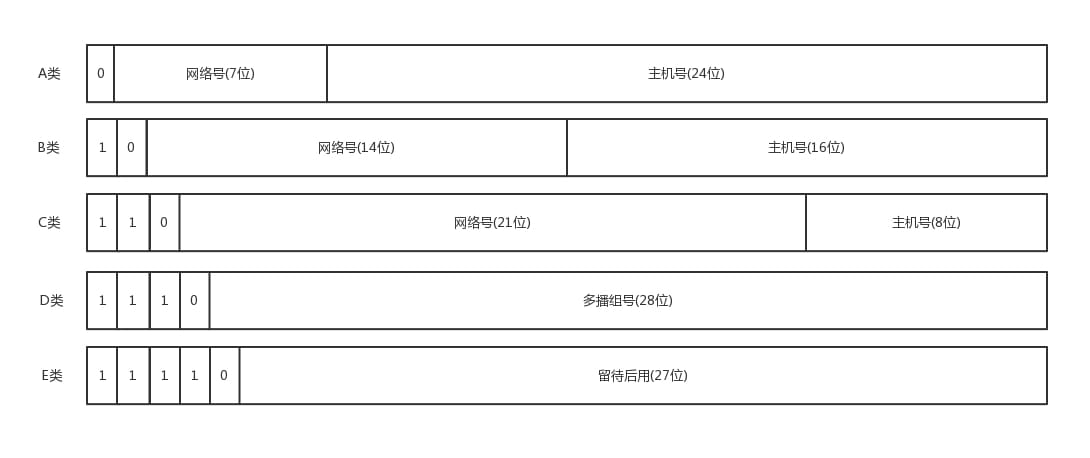 A类 0 网络号(7位) 主机号(24位)
B类 1 0 网络号(14位) 主机号(16位)
C类 1 1 0 网络号(21位) 主机号(8位)
D类 1 1 1 0 多播组号(28位)
E类 1 1 1 1 0 留待后用(27位)